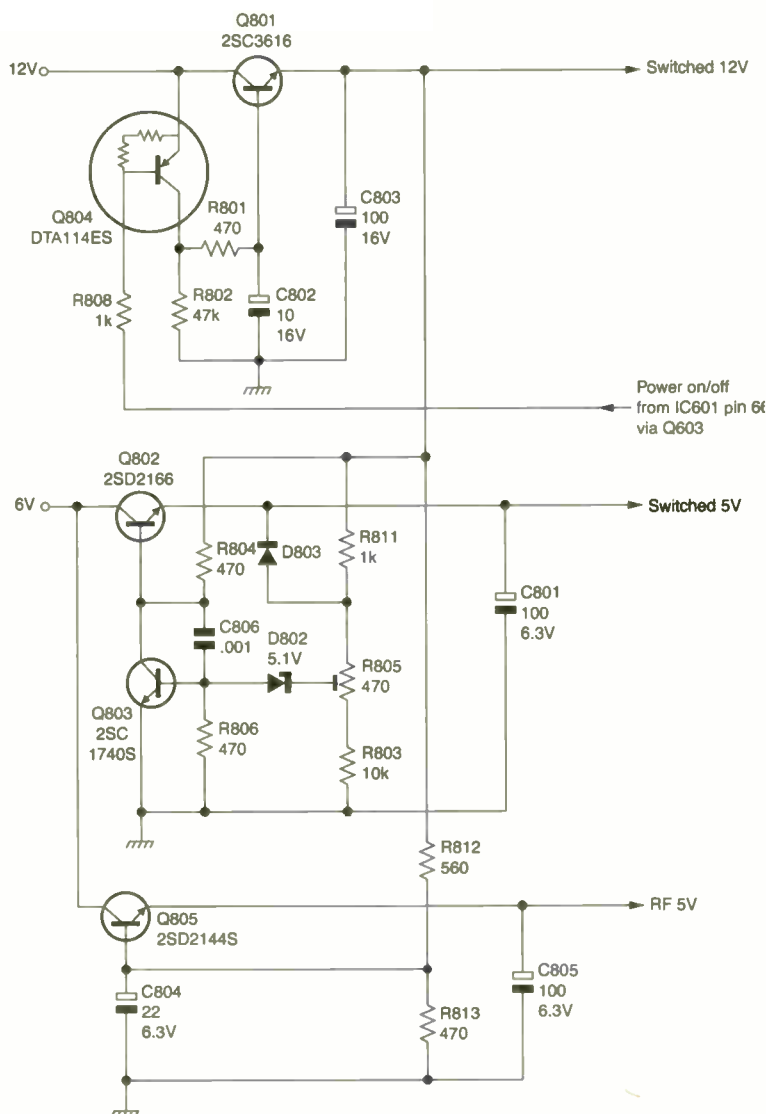 Q801
2SC3616
12V
Switched 12V
Q804
DTA114ES
R801
470
C803
100
16V
R808
1k
R802
47k
C802
10
16V
Power on/off
from IC601 pin 66
via Q603
Q802
2SD2166
6V
Switched 5V
R804
470
D803
R811
1k
C801
100
6.3V
C806
.001
D802
5.1V
R805
470
Q803
2SC
1740S
R806
470
R803
10k
R812
560
Q805
2SD2144S
RF 5V
C804
22
6.3V
R813
470
C805
100
6.3V